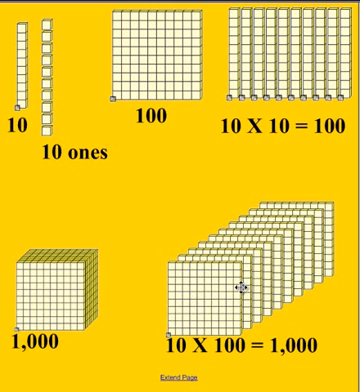 10
10 ones
100
10 X 10 = 100
1,000
10 X 100 = 1,000
Extend Page